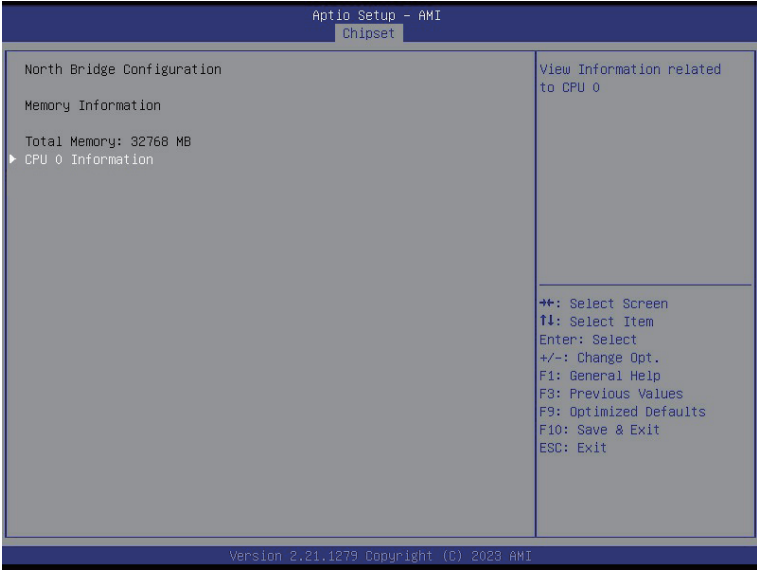 Aptio Setup – AMI
Chipset
North Bridge Configuration
Memory Information
Total Memory: 32768 MB
CPU 0 Information
View Information related
to CPU 0
→←: Select Screen
↑↓: Select Item
Enter: Select
+/-: Change Opt.
F1: General Help
F3: Previous Values
F9: Optimized Defaults
F10: Save & Exit
ESC: Exit
Version 2.21.1279 Copyright (C) 2023 AMI